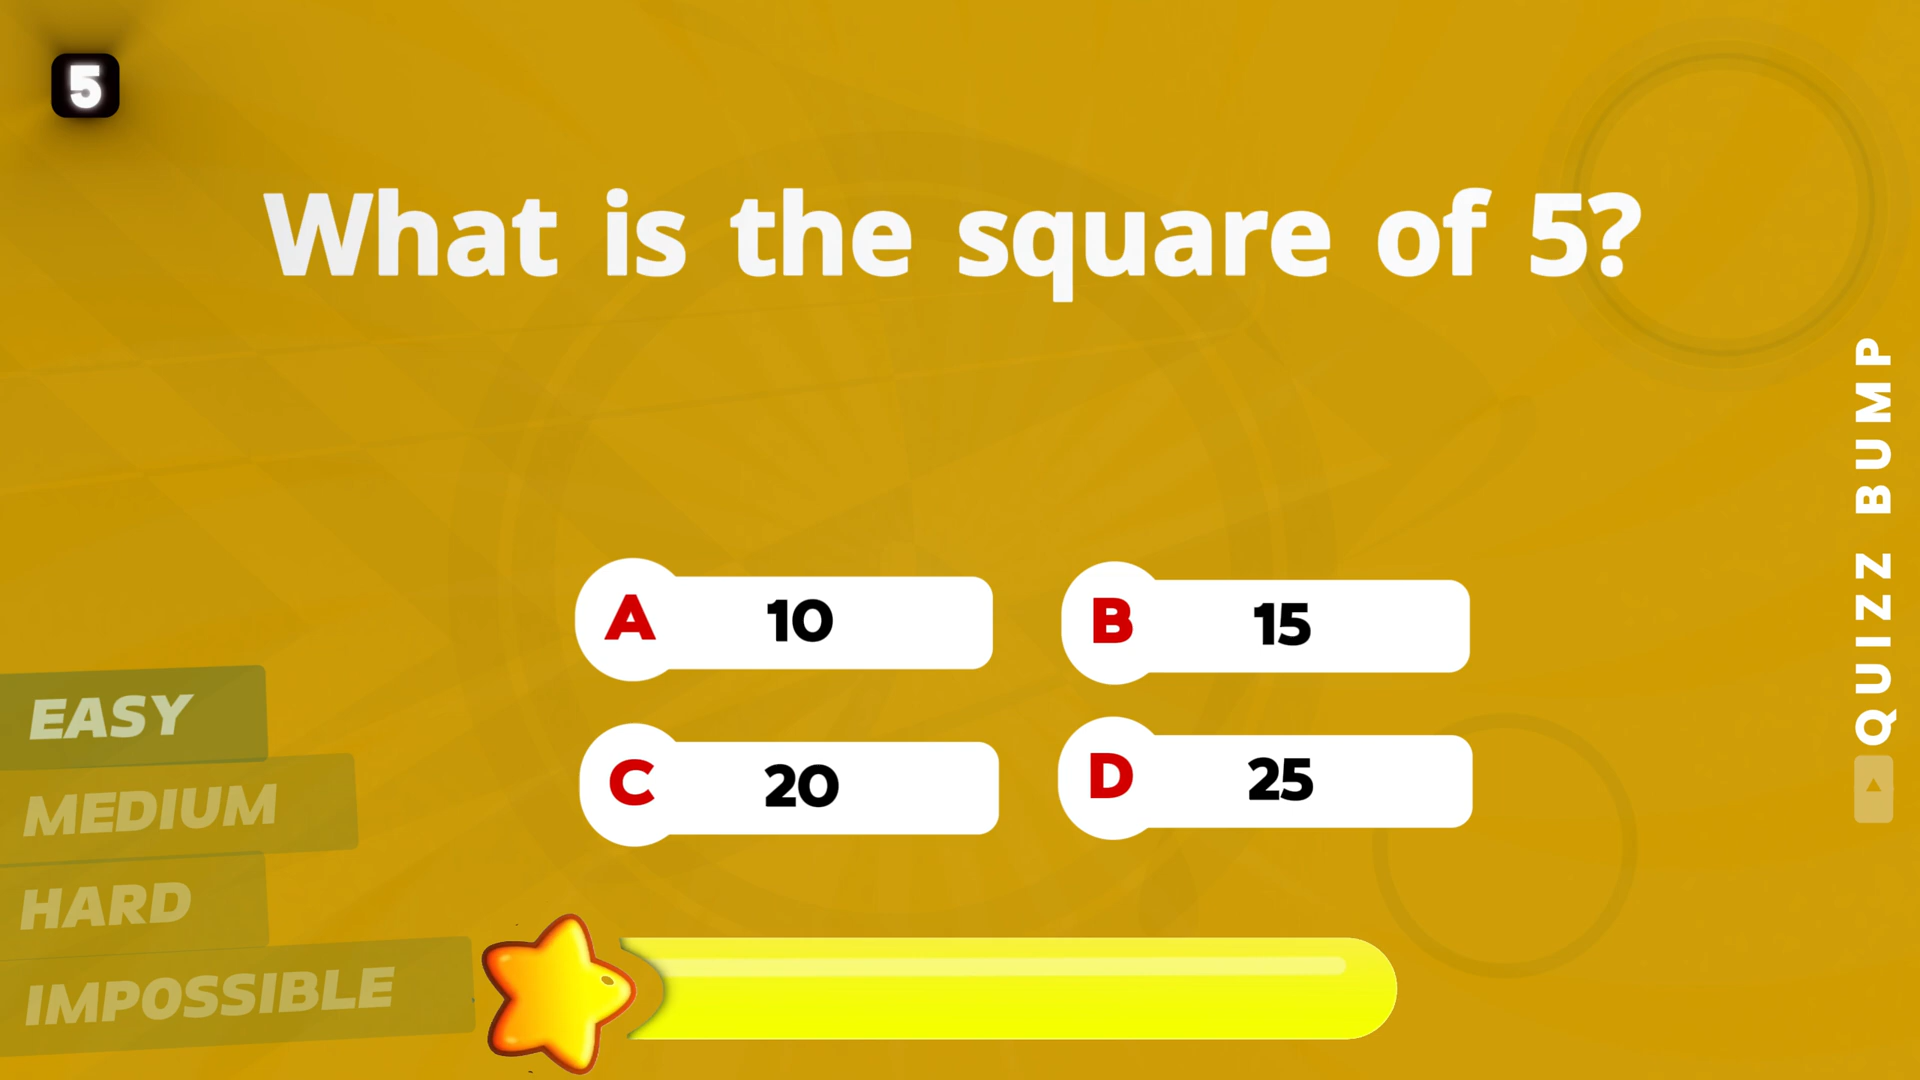 5
What is the square of 5?
A 10
B 15
C 20
D 25
EASY
MEDIUM
HARD
IMPOSSIBLE
QUIZZ BUMP